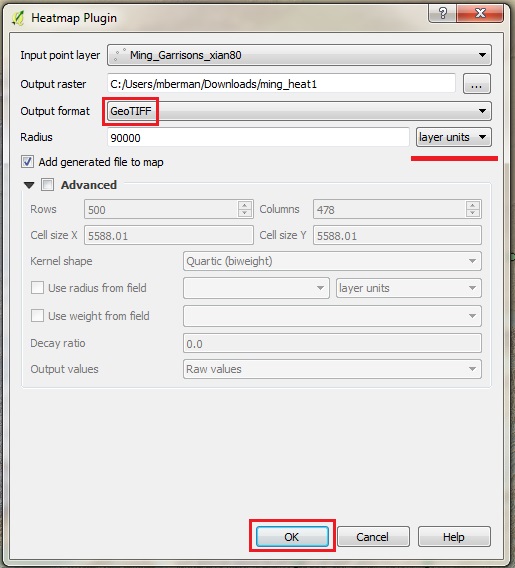 Heatmap Plugin
?
Input point layer Ming_Garrisons_xian80
Output raster C:/Users/mberman/Downloads/ming_heat1 ...
Output format GeoTIFF
Radius 90000 layer units
Add generated file to map
Advanced
Rows 500 Columns 478
Cell size X 5588.01 Cell size Y 5588.01
Kernel shape Quartic (biweight)
Use radius from field layer units
Use weight from field
Decay ratio 0.0
Output values Raw values
OK Cancel Help